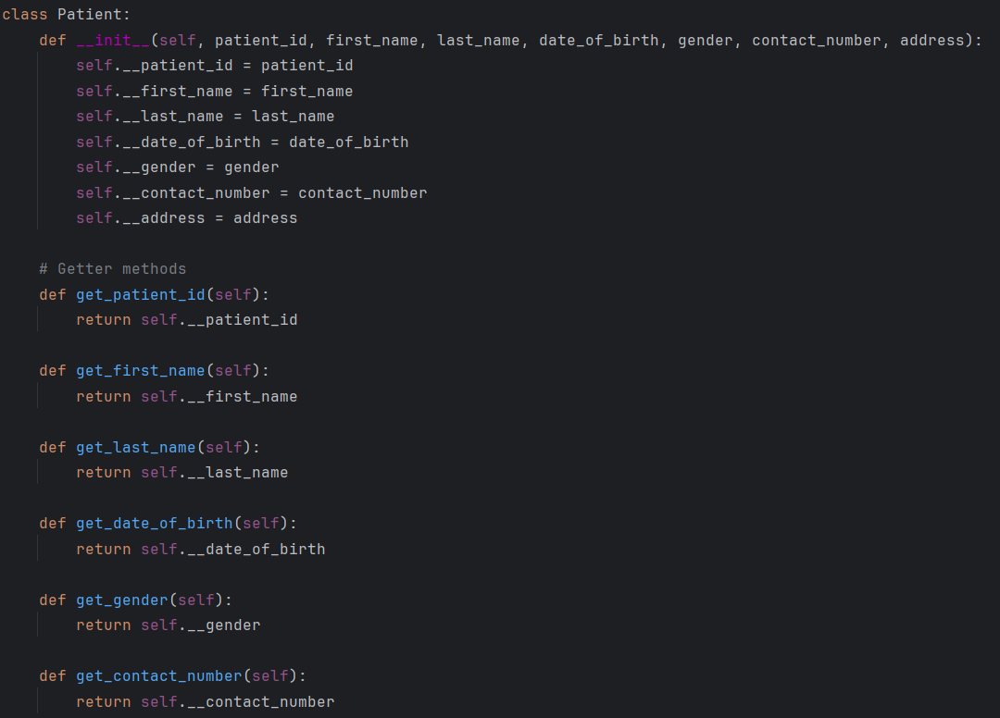 class Patient:
    def __init__(self, patient_id, first_name, last_name, date_of_birth, gender, contact_number, address):
        self.__patient_id = patient_id
        self.__first_name = first_name
        self.__last_name = last_name
        self.__date_of_birth = date_of_birth
        self.__gender = gender
        self.__contact_number = contact_number
        self.__address = address

    # Getter methods
    def get_patient_id(self):
        return self.__patient_id

    def get_first_name(self):
        return self.__first_name

    def get_last_name(self):
        return self.__last_name

    def get_date_of_birth(self):
        return self.__date_of_birth

    def get_gender(self):
        return self.__gender

    def get_contact_number(self):
        return self.__contact_number